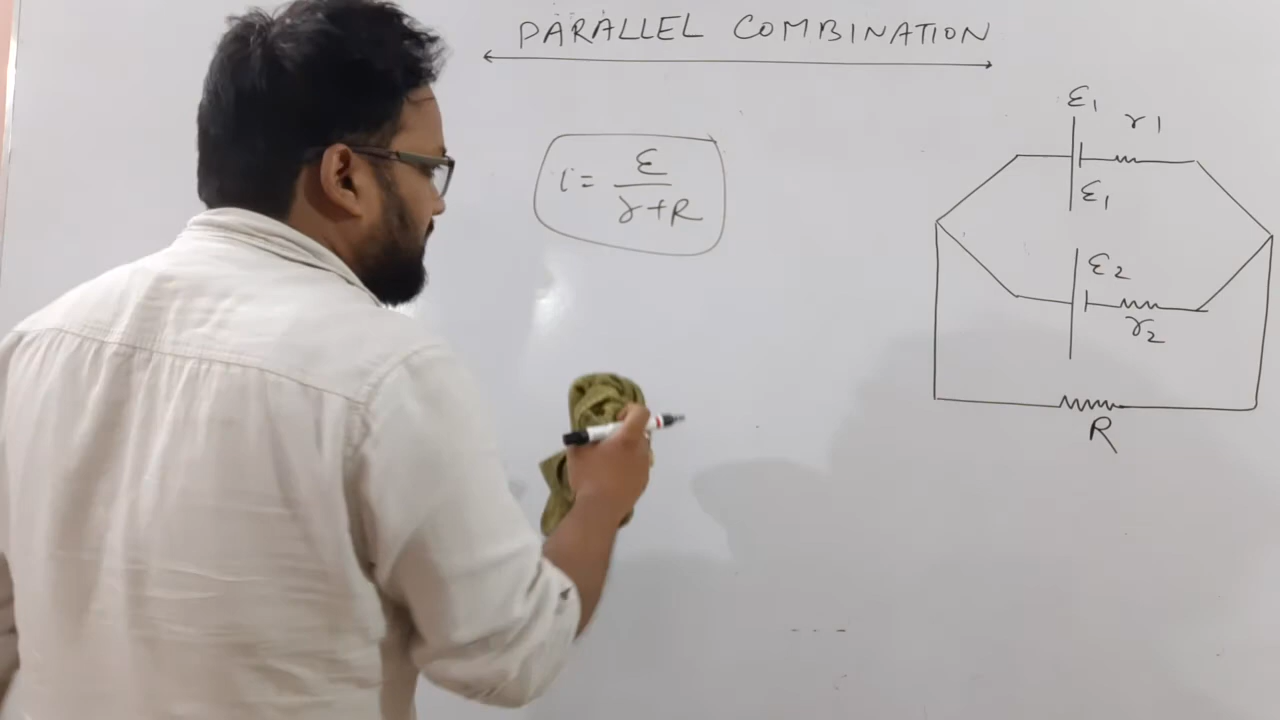 PARALLEL COMBINATION
i = ε / r+R
ε1
r1
ε1
ε2
r2
R